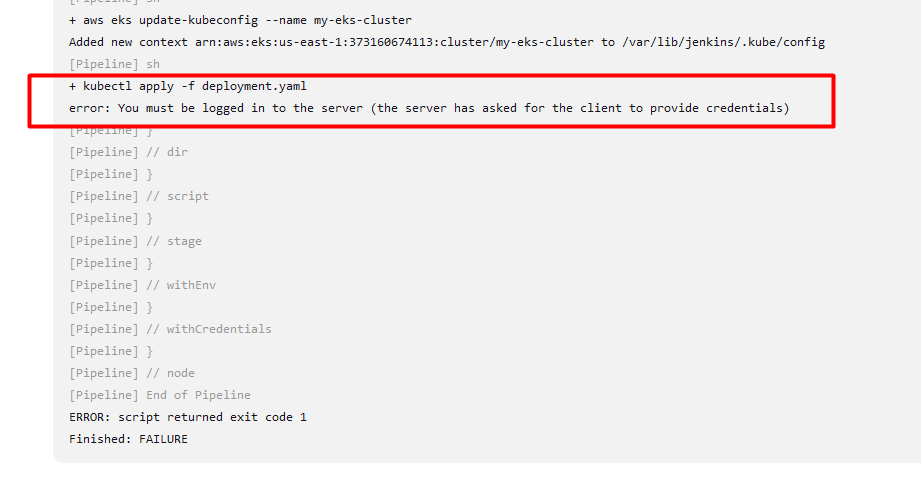 [Pipeline] sh
+ aws eks update-kubeconfig --name my-eks-cluster
Added new context arn:aws:eks:us-east-1:373160674113:cluster/my-eks-cluster to /var/lib/jenkins/.kube/config
[Pipeline] sh
+ kubectl apply -f deployment.yaml
error: You must be logged in to the server (the server has asked for the client to provide credentials)
[Pipeline] }
[Pipeline] // dir
[Pipeline] }
[Pipeline] // script
[Pipeline] }
[Pipeline] // stage
[Pipeline] }
[Pipeline] // withEnv
[Pipeline] }
[Pipeline] // withCredentials
[Pipeline] }
[Pipeline] // node
[Pipeline] End of Pipeline
ERROR: script returned exit code 1
Finished: FAILURE